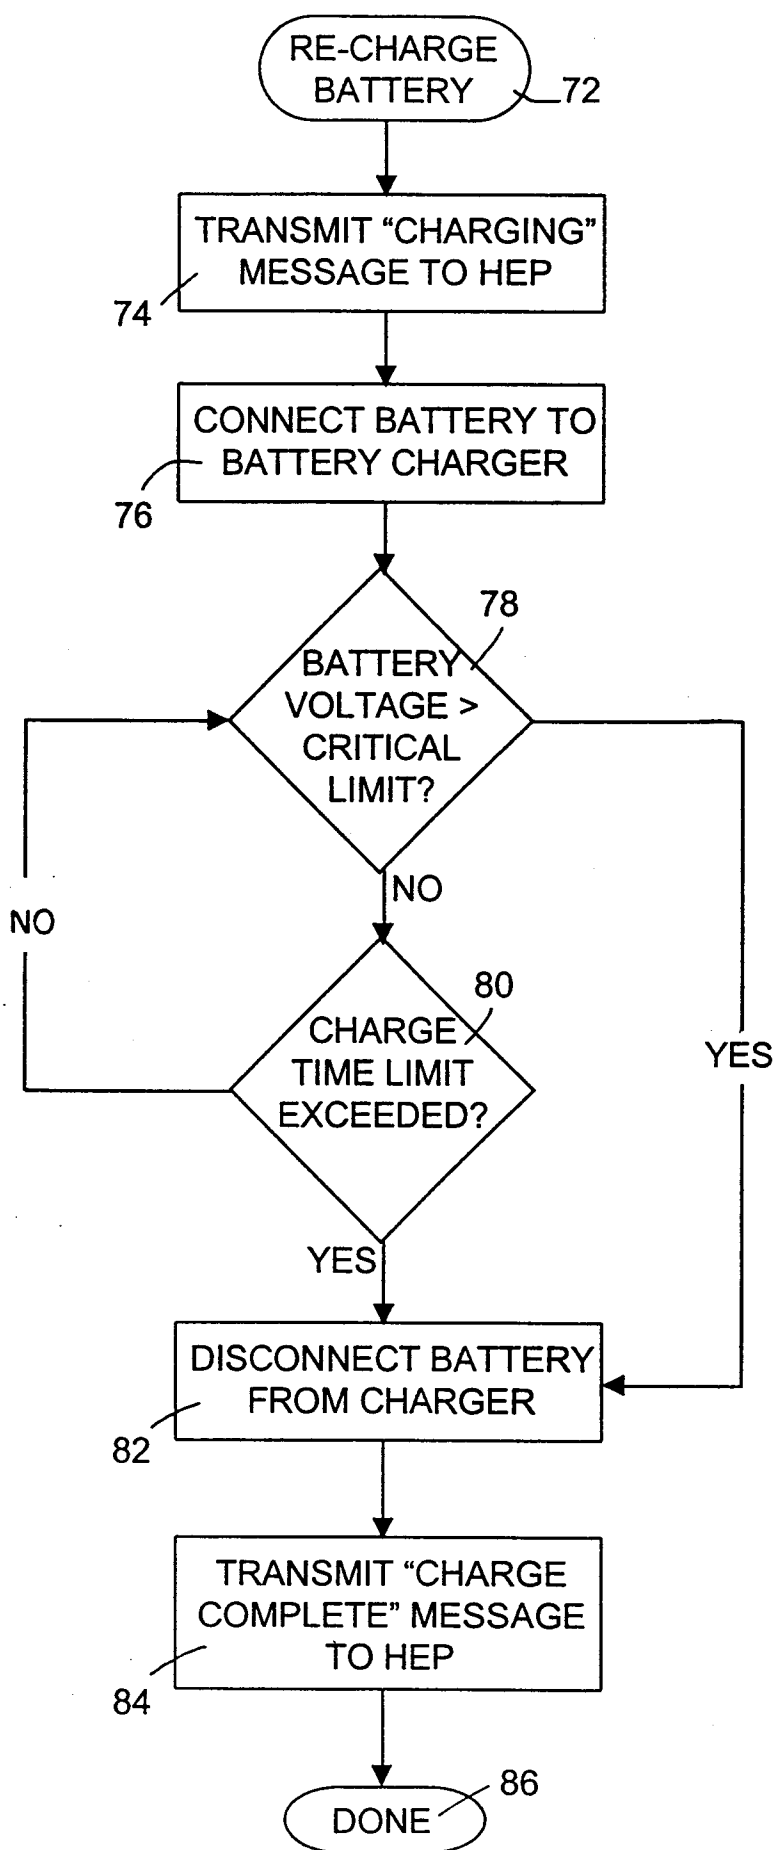 RE-CHARGE
BATTERY
72
TRANSMIT “CHARGING”
MESSAGE TO HEP
74
CONNECT BATTERY TO
BATTERY CHARGER
76
78
BATTERY
VOLTAGE >
CRITICAL
LIMIT?
NO
NO
80
CHARGE
TIME LIMIT
EXCEEDED?
YES
YES
DISCONNECT BATTERY
FROM CHARGER
82
TRANSMIT “CHARGE
COMPLETE” MESSAGE
TO HEP
84
86
DONE